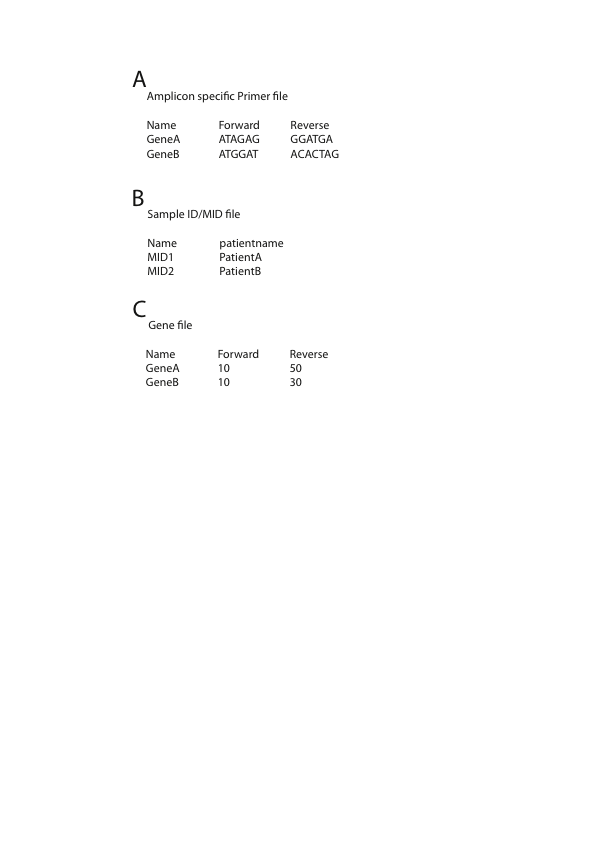 A
Amplicon specific Primer file
Name Forward Reverse
GeneA ATAGAG GGATGA
GeneB ATGGAT ACACTAG
B
Sample ID/MID file
Name patientname
MID1 PatientA
MID2 PatientB
C
Gene file
Name Forward Reverse
GeneA 10 50
GeneB 10 30